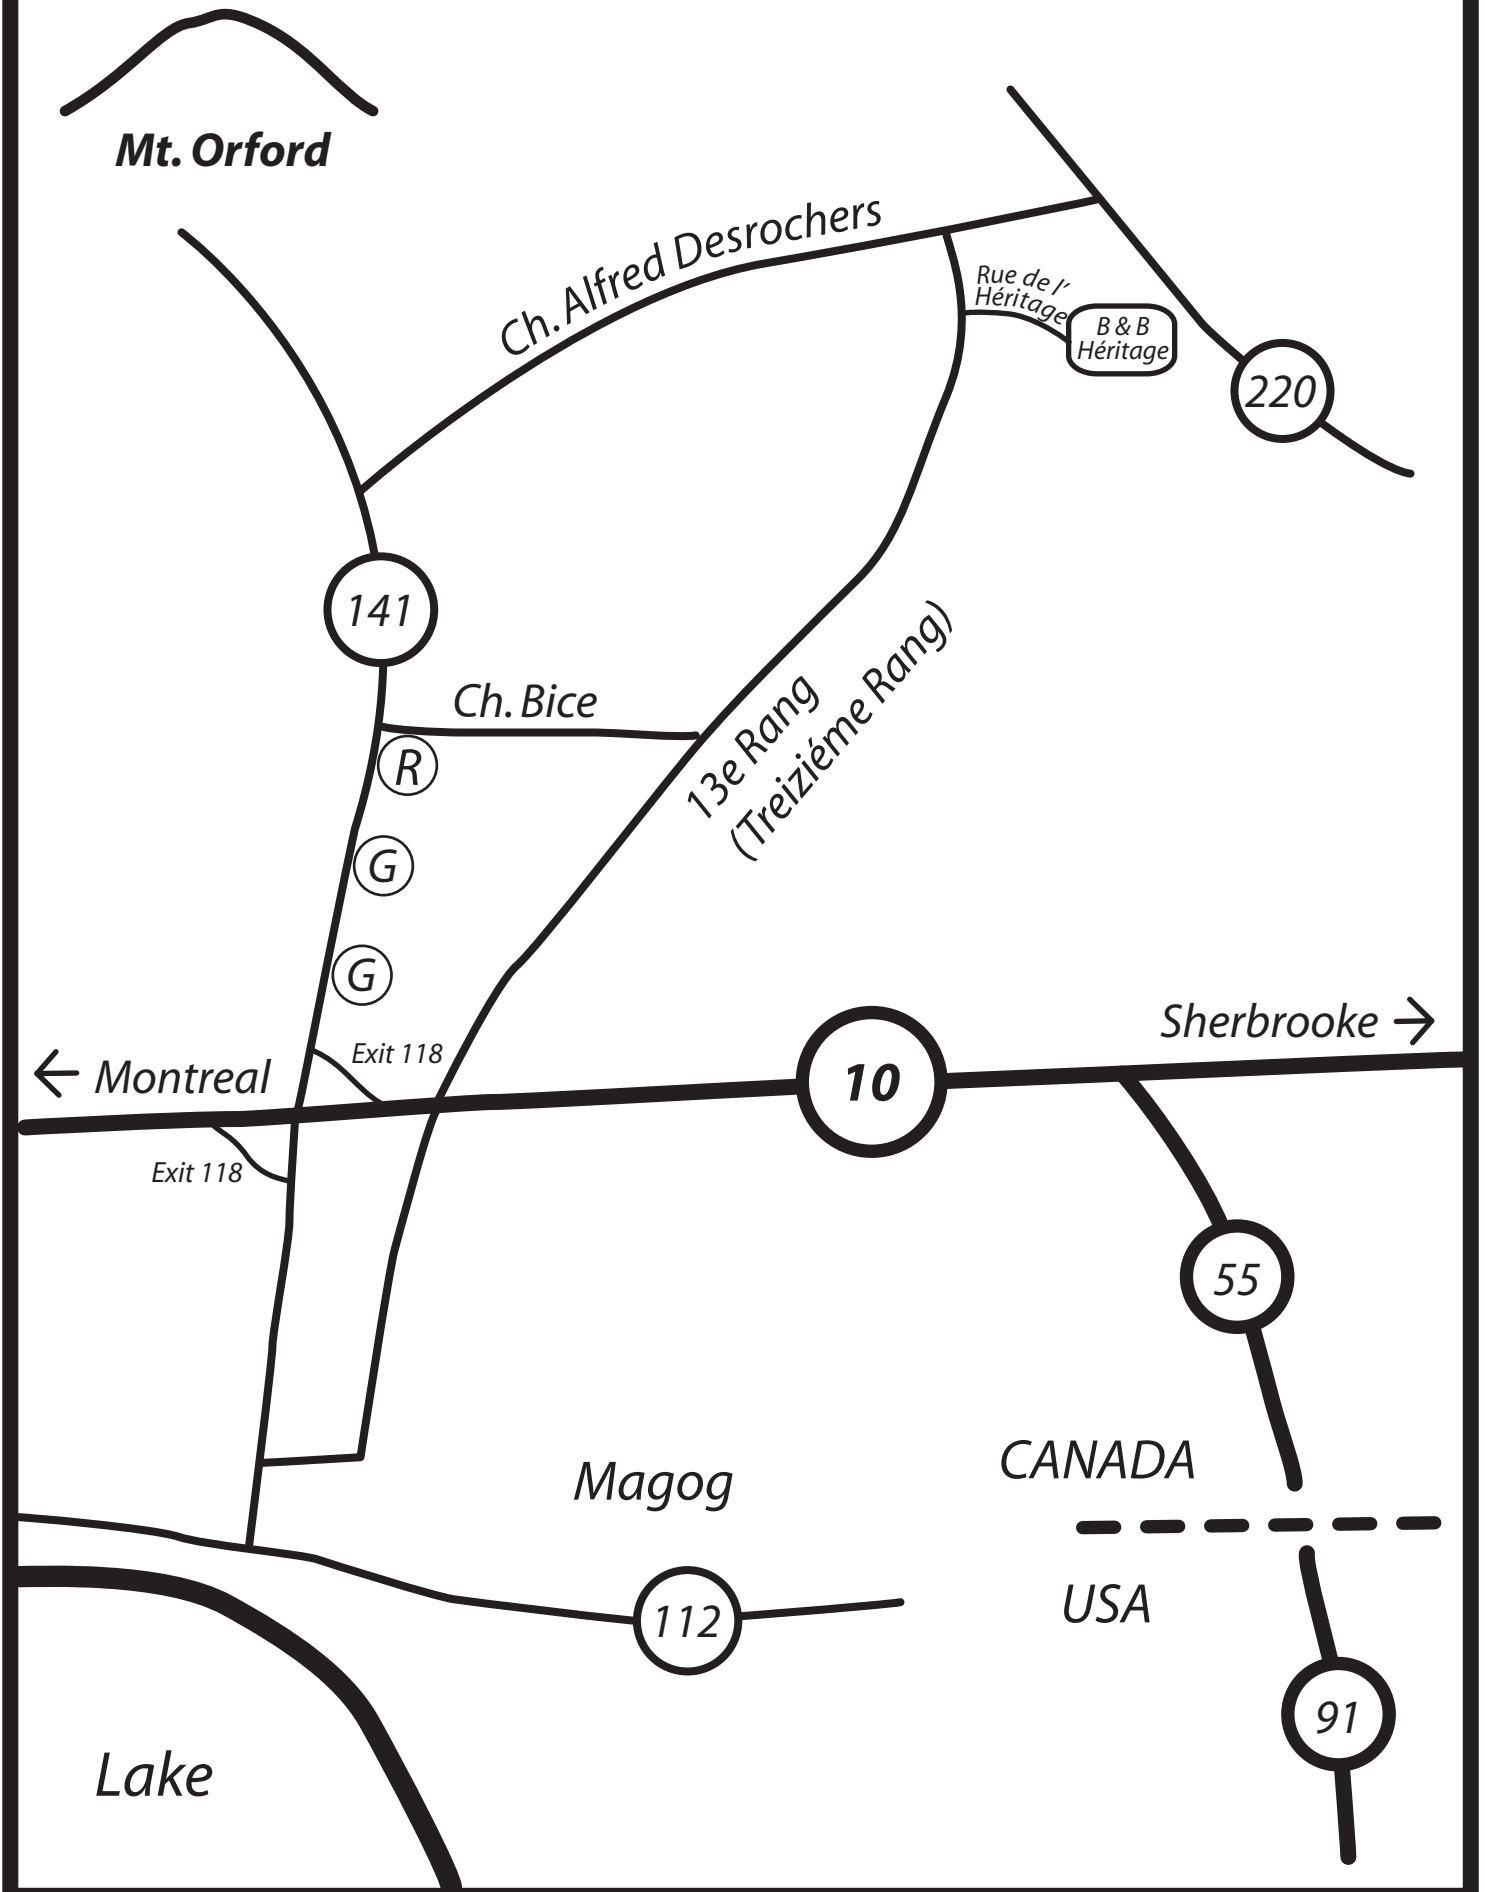 Mt. Orford
Ch. Alfred Desrochers
Rue de l'
Héritage
B & B
Héritage
220
141
Ch. Bice
R
13e Rang
(Treiziéme Rang)
G
G
Sherbrooke
Exit 118
Montreal
10
Exit 118
55
CANADA
Magog
USA
112
91
Lake